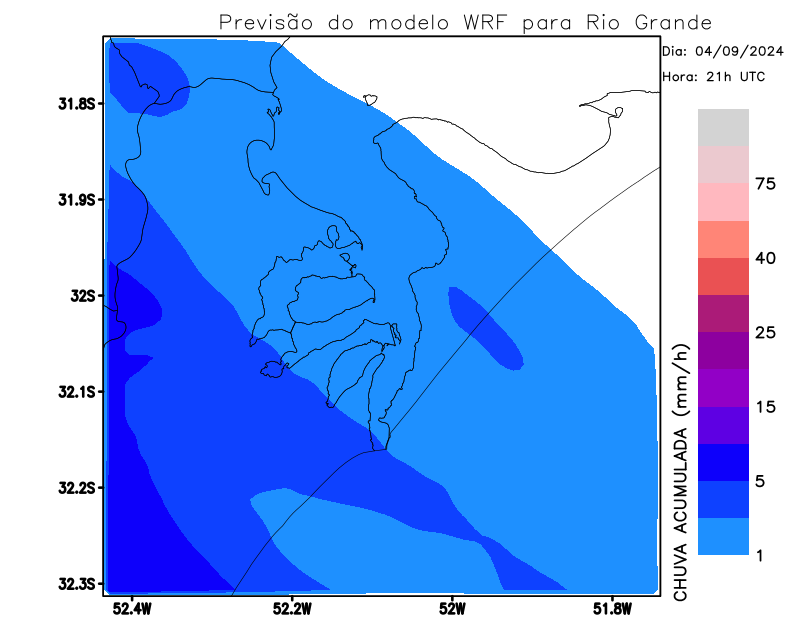 Previsão do modelo WRF para Rio Grande
Dia: 04/09/2024
Hora: 21h UTC
31.8S
31.9S
32S
32.1S
32.2S
32.3S
52.4W
52.2W
52W
51.8W
75
40
25
15
5
1
CHUVA ACUMULADA (mm/h)